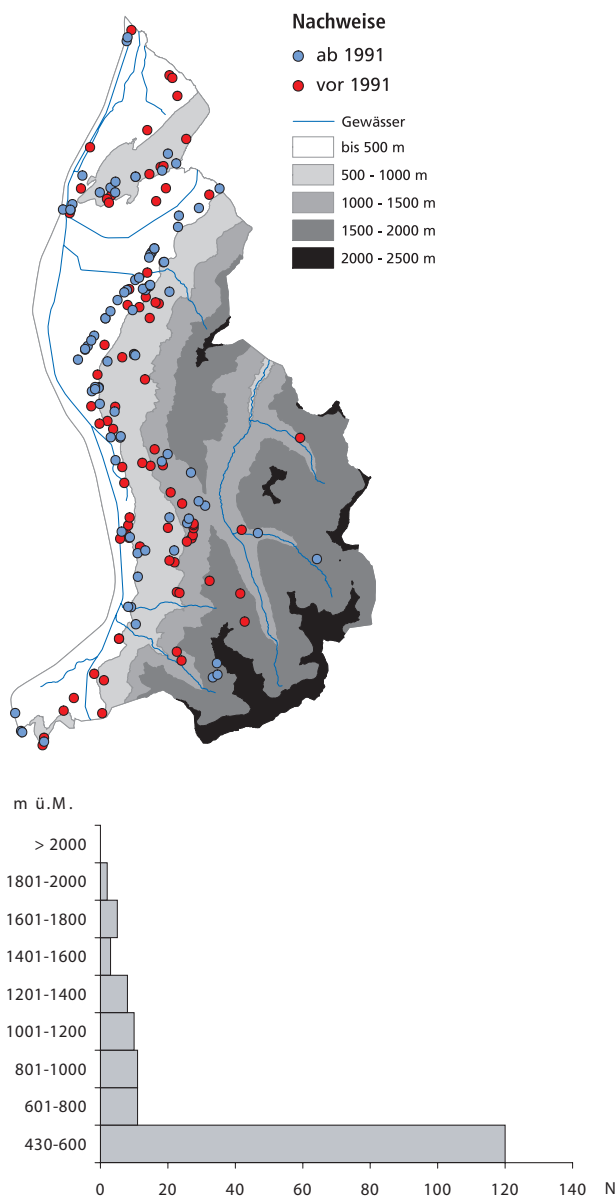 Nachweise
ab 1991
vor 1991
Gewässer
bis 500 m
500 - 1000 m
1000 - 1500 m
1500 - 2000 m
2000 - 2500 m
m ü.M.
> 2000
1801-2000
1601-1800
1401-1600
1201-1400
1001-1200
801-1000
601-800
430-600
0 20 40 60 80 100 120 140 N